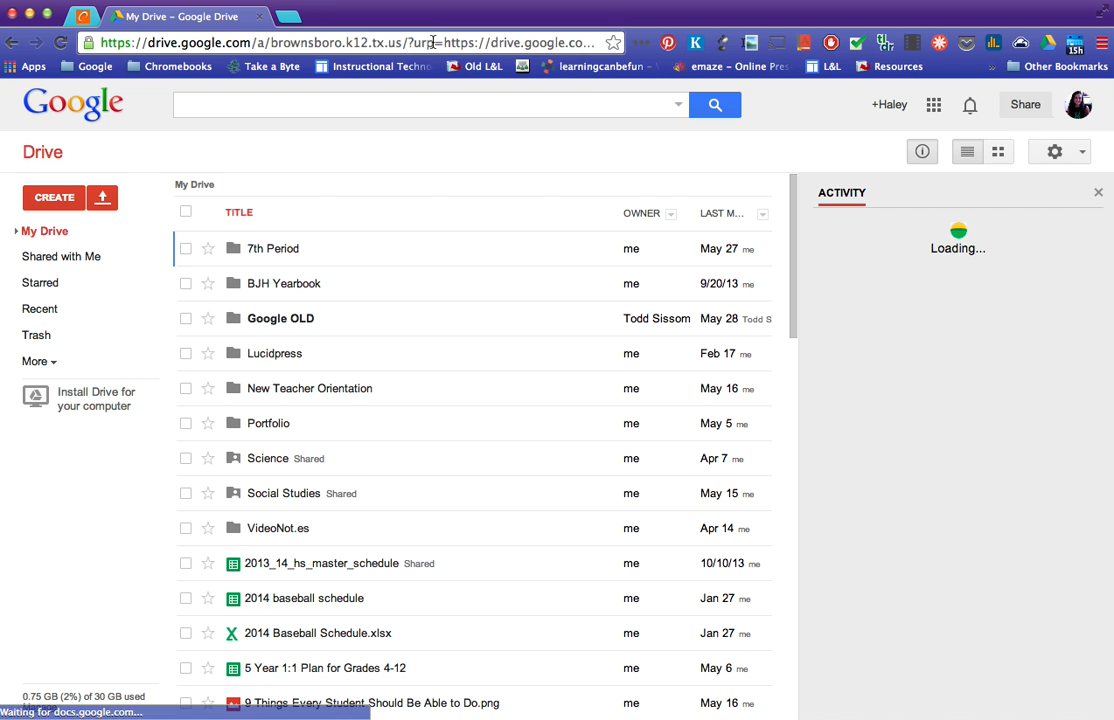 My Drive – Google Drive
https://drive.google.com/a/brownsboro.k12.tx.us/?urp=https://drive.google.co...
Apps Google Chromebooks Take a Byte Instructional Techno Old L&L learningcanbefun - emaze - Online Pres L&L Resources » Other Bookmarks
15h
Google
+Haley Share
Drive
CREATE
My Drive
Shared with Me
Starred
Recent
Trash
More
Install Drive for
your computer
0.75 GB (2%) of 30 GB used
Waiting for docs.google.com...
My Drive
TITLE OWNER LAST M...
7th Period me May 27 me
BJH Yearbook me 9/20/13 me
Google OLD Todd Sissom May 28 Todd S
Lucidpress me Feb 17 me
New Teacher Orientation me May 16 me
Portfolio me May 5 me
Science Shared me Apr 7 me
Social Studies Shared me May 15 me
VideoNot.es me Apr 14 me
2013_14_hs_master_schedule Shared me 10/10/13 me
2014 baseball schedule me Jan 27 me
2014 Baseball Schedule.xlsx me Jan 27 me
5 Year 1:1 Plan for Grades 4-12 me May 6 me
9 Things Every Student Should Be Able to Do.png me May 16 me
ACTIVITY
Loading...